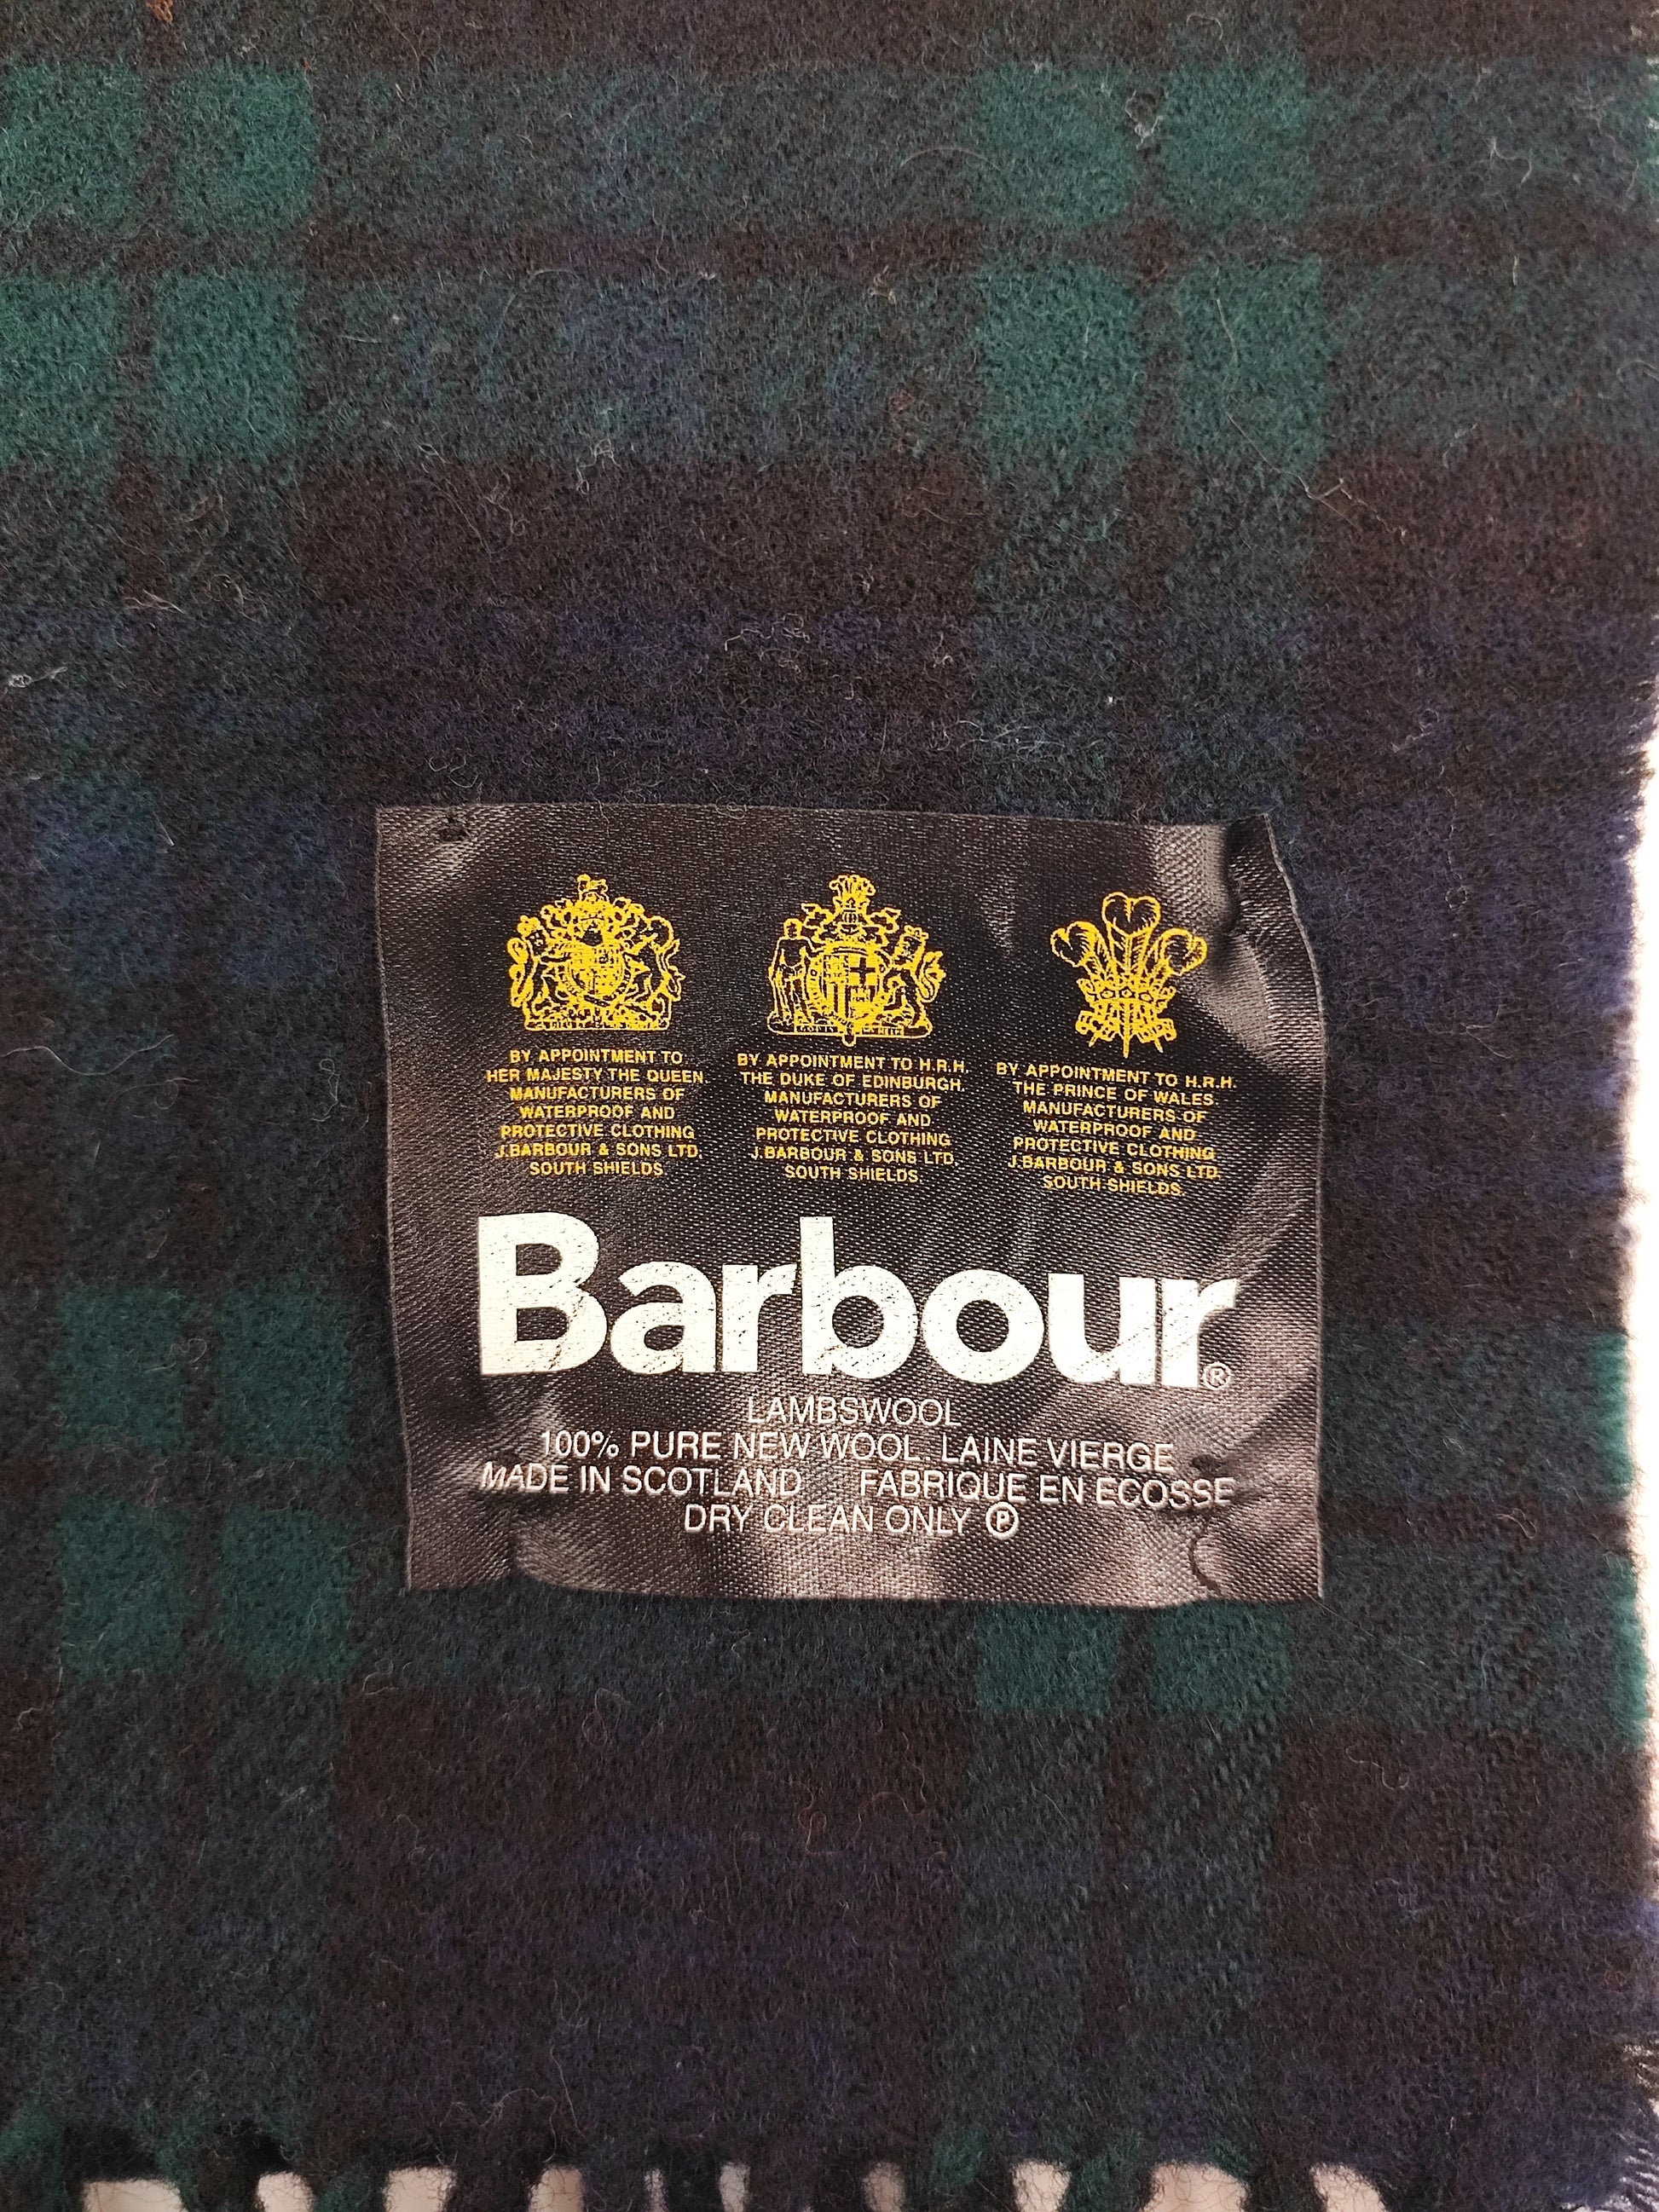 BY APPOINTMENT TO
HER MAJESTY THE QUEEN.
MANUFACTURERS OF
WATERPROOF AND
PROTECTIVE CLOTHING
J.BARBOUR & SONS LTD.
SOUTH SHIELDS
BY APPOINTMENT TO H.R.H.
THE DUKE OF EDINBURGH.
MANUFACTURERS OF
WATERPROOF AND
PROTECTIVE CLOTHING
J.BARBOUR & SONS LTD.
SOUTH SHIELDS
BY APPOINTMENT TO H.R.H.
THE PRINCE OF WALES.
MANUFACTURERS OF
WATERPROOF AND
PROTECTIVE CLOTHING
J.BARBOUR & SONS LTD.
SOUTH SHIELDS
Barbour®
LAMBSWOOL
100% PURE NEW WOOL LAINE VIERGE
MADE IN SCOTLAND FABRIQUE EN ECOSSE
DRY CLEAN ONLY Ⓟ